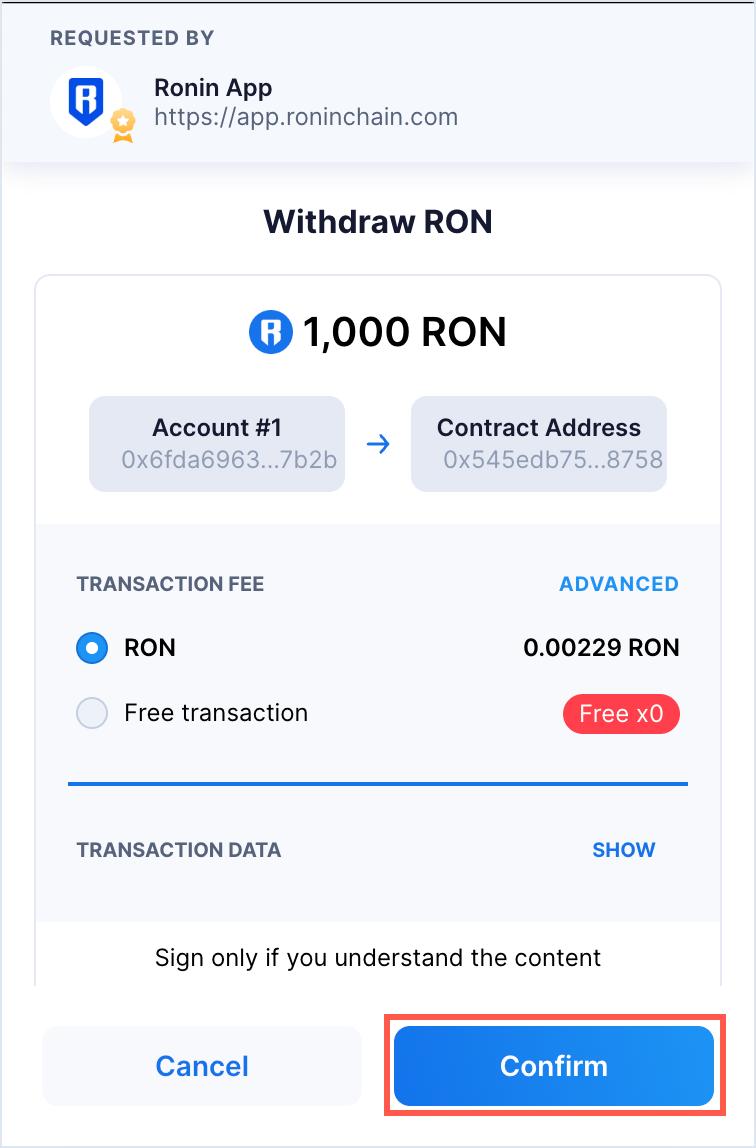 REQUESTED BY
Ronin App
https://app.roninchain.com
Withdraw RON
1,000 RON
Account #1
0x6fda6963...7b2b
Contract Address
0x545edb75...8758
TRANSACTION FEE
ADVANCED
RON
0.00229 RON
Free transaction
Free x0
TRANSACTION DATA
SHOW
Sign only if you understand the content
Cancel
Confirm